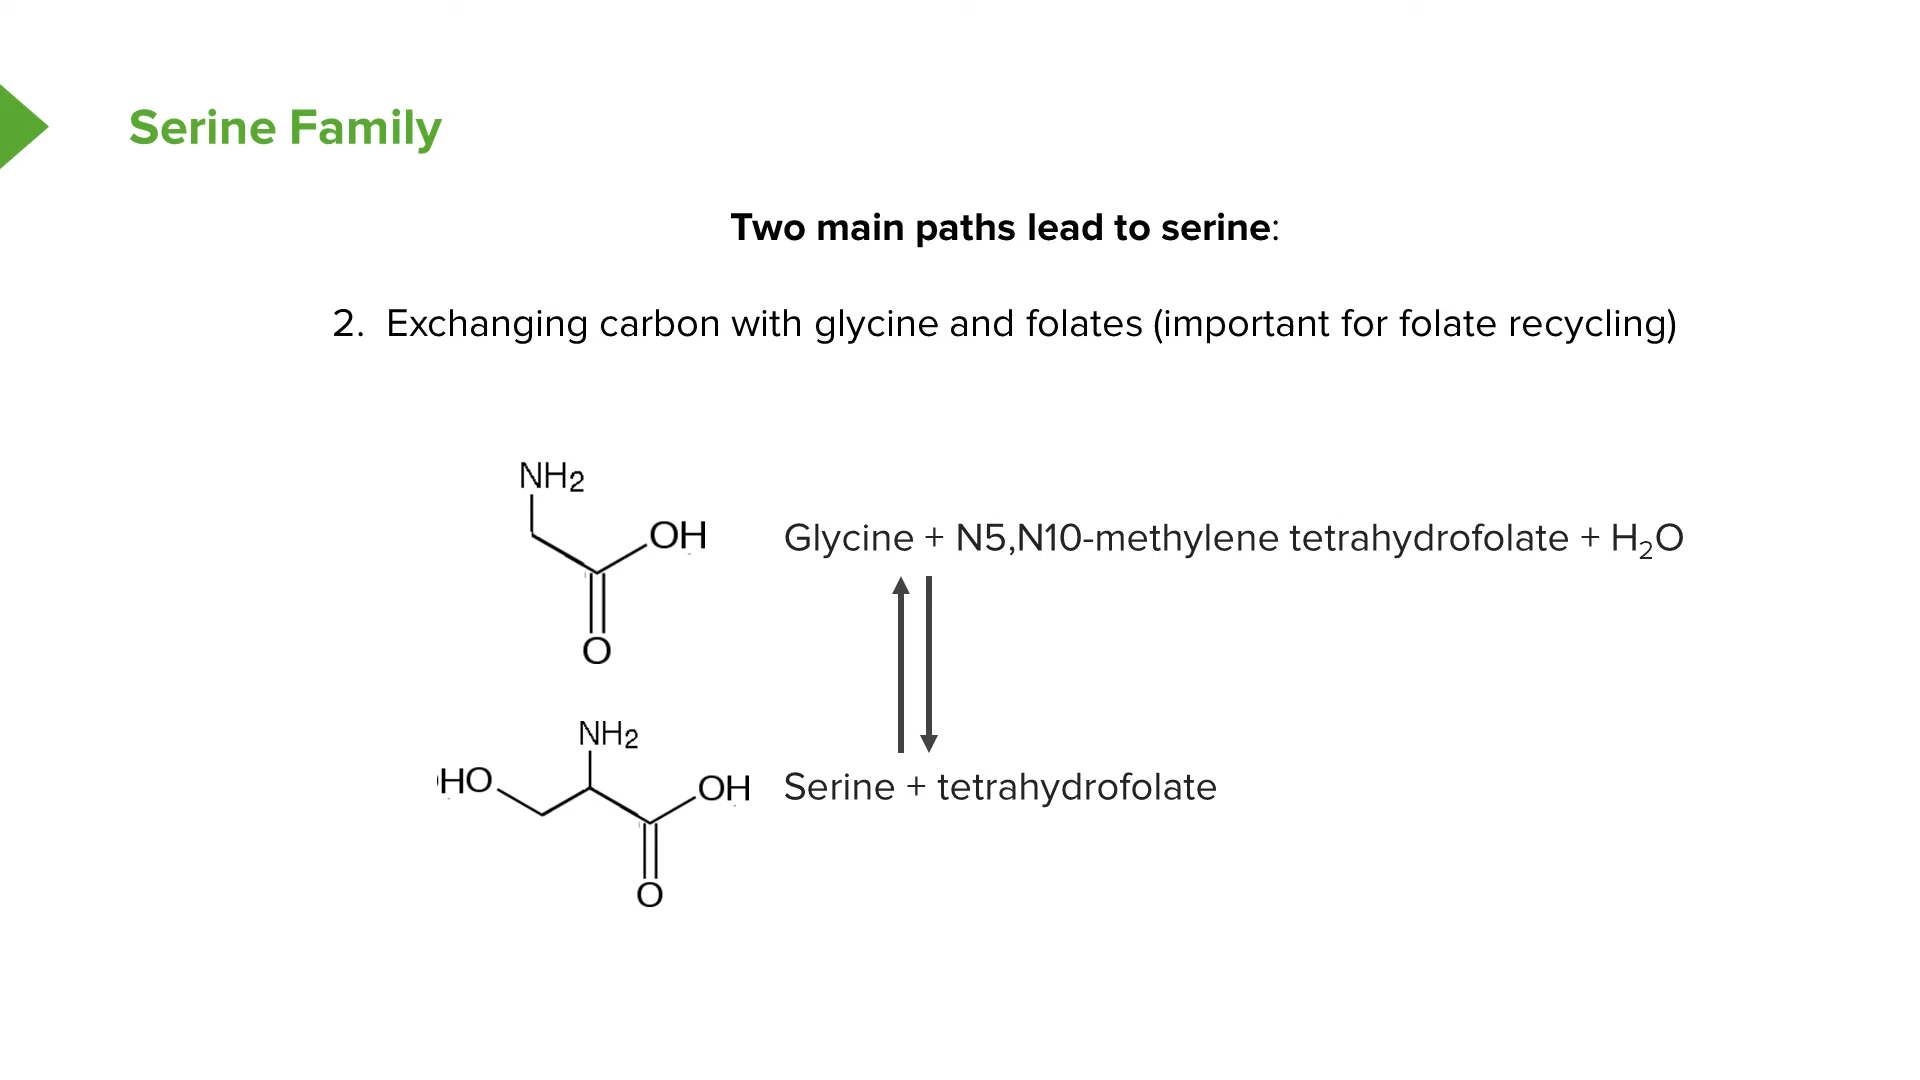 Serine Family
Two main paths lead to serine:
2. Exchanging carbon with glycine and folates (important for folate recycling)
NH2
OH
O
Glycine + N5,N10-methylene tetrahydrofolate + H₂O
NH2
HO
OH
O
Serine + tetrahydrofolate